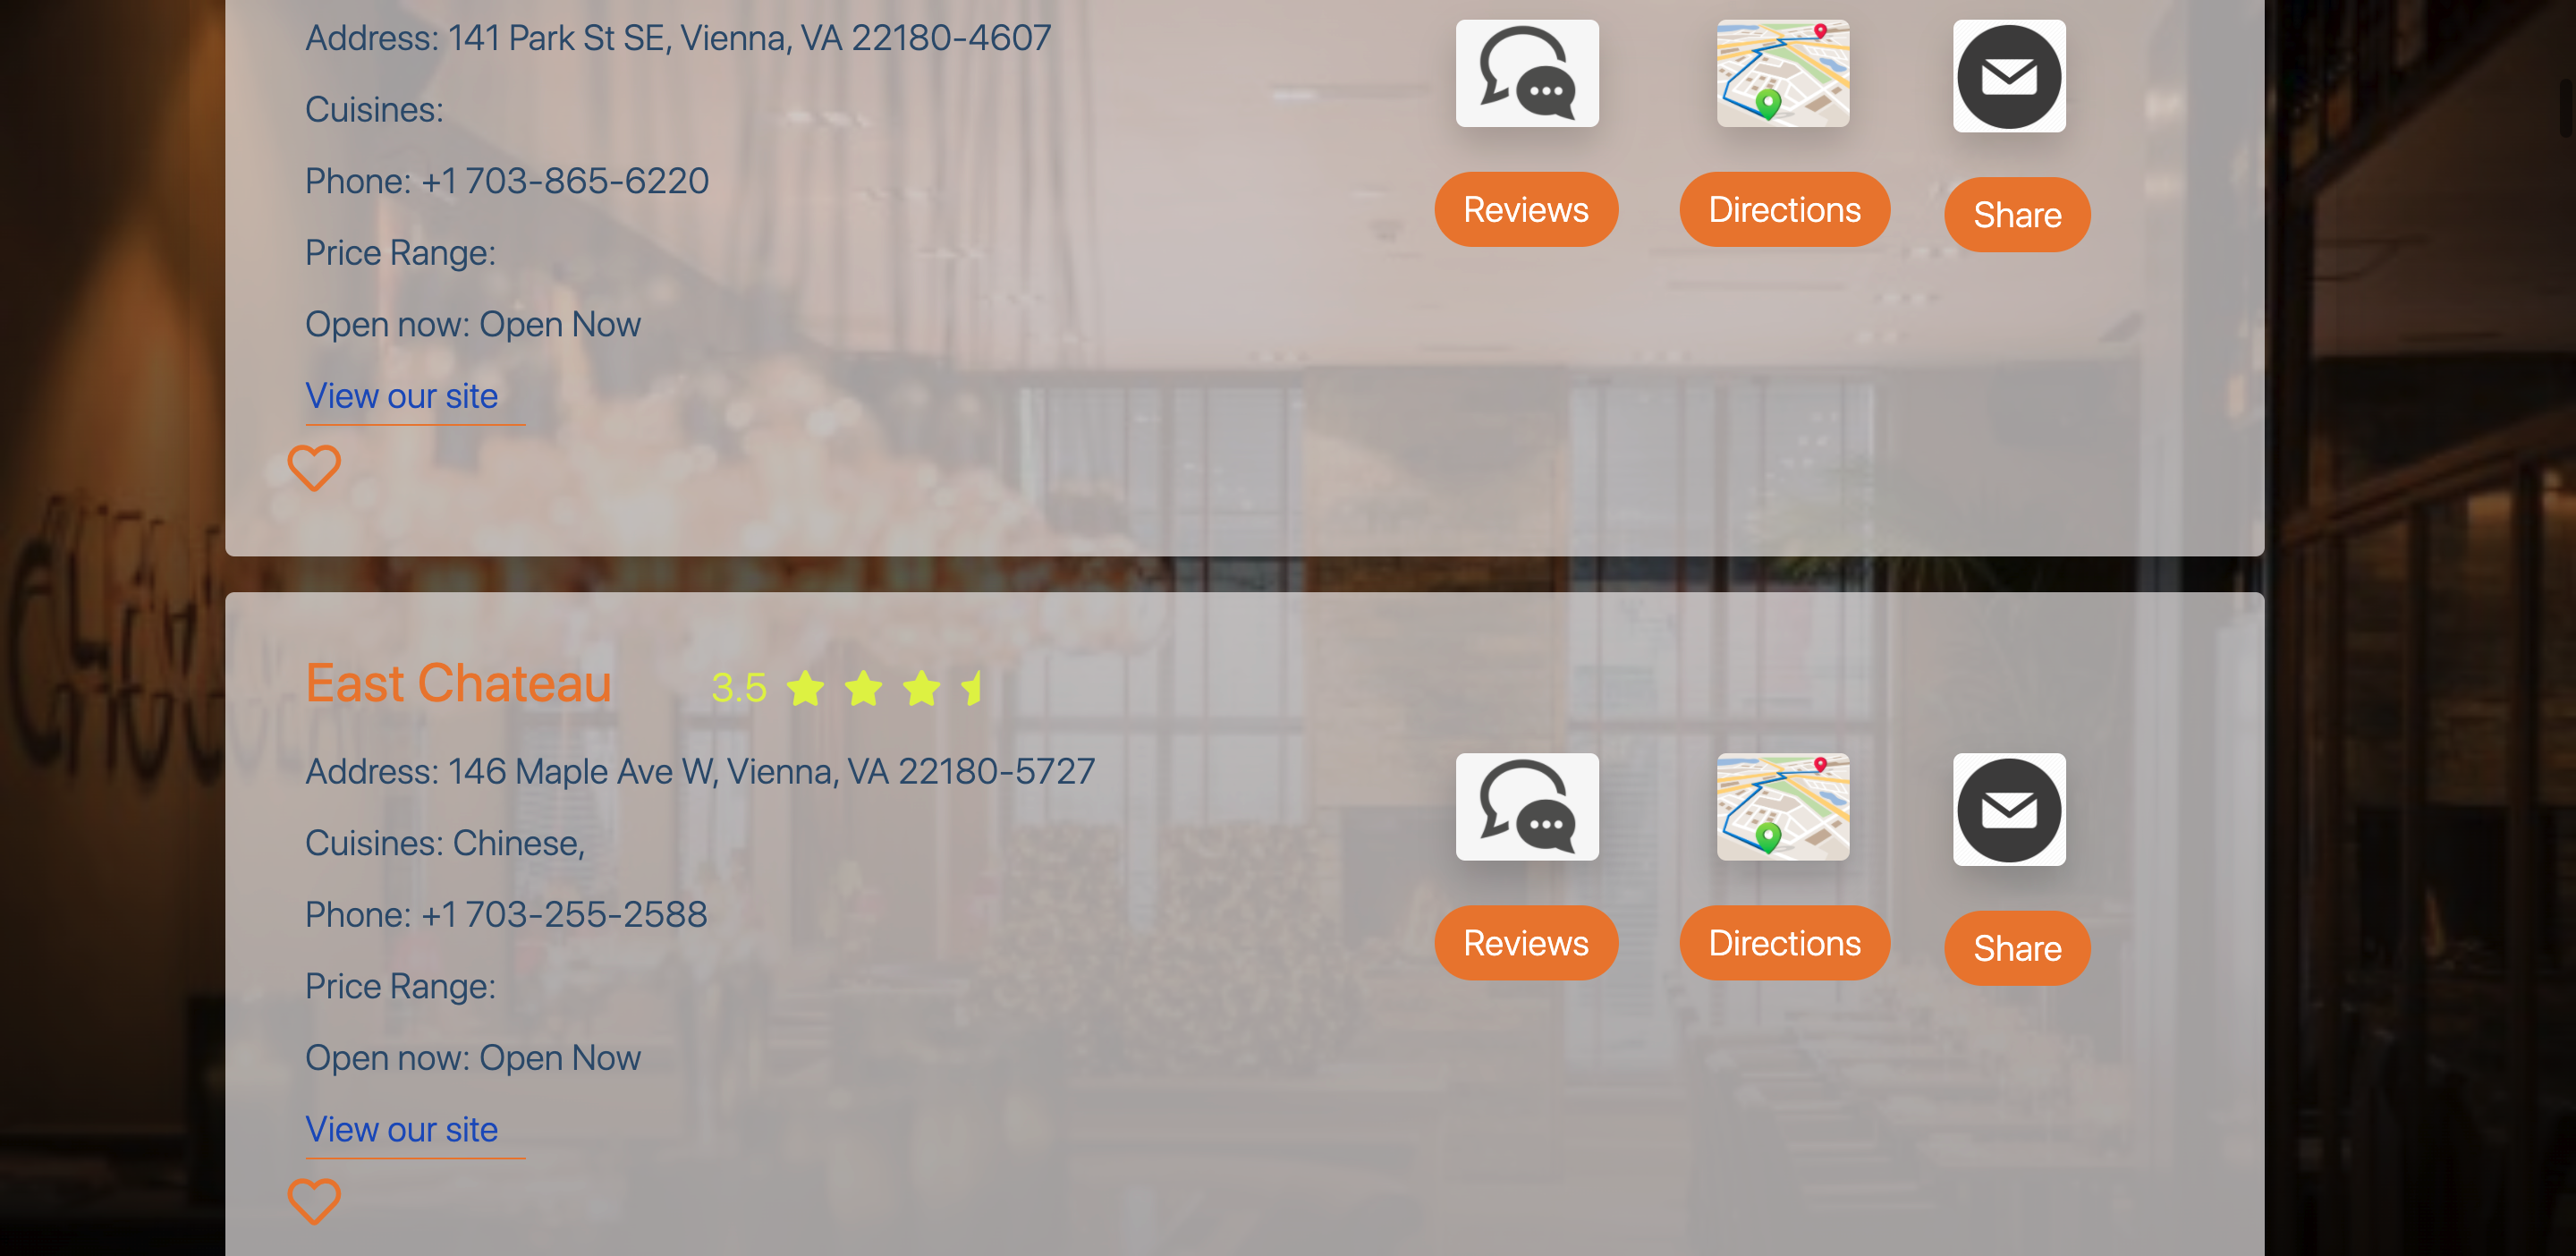 Address: 141 Park St SE, Vienna, VA 22180-4607
Cuisines:
Phone: +1 703-865-6220
Price Range:
Open now: Open Now
View our site
Reviews
Directions
Share
East Chateau
3.5
Address: 146 Maple Ave W, Vienna, VA 22180-5727
Cuisines: Chinese,
Phone: +1 703-255-2588
Price Range:
Open now: Open Now
View our site
Reviews
Directions
Share